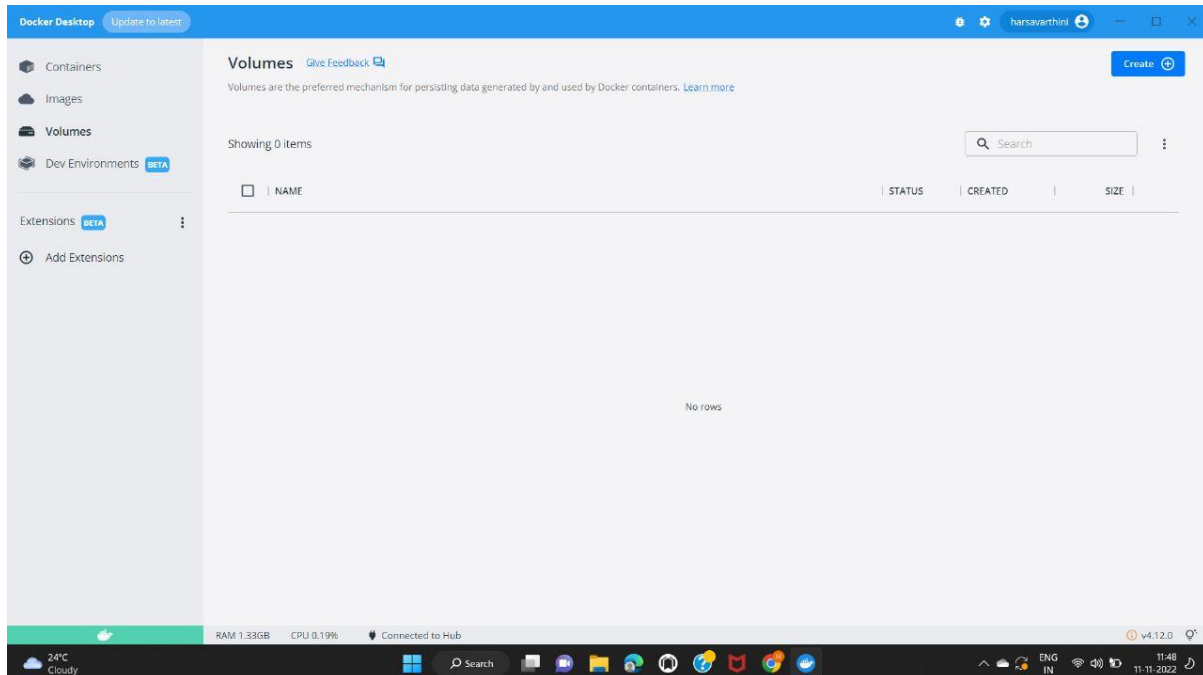 Docker Desktop Update to latest harsavarthini
Containers
Images
Volumes
Dev Environments BETA
Extensions BETA
Add Extensions
Volumes Give Feedback
Create
Volumes are the preferred mechanism for persisting data generated by and used by Docker containers. Learn more
Showing 0 items
Search
NAME STATUS CREATED SIZE
No rows
RAM 1.33GB CPU 0.19% Connected to Hub v4.12.0
24°C
Cloudy
Search
ENG
IN
11:48
11-11-2022